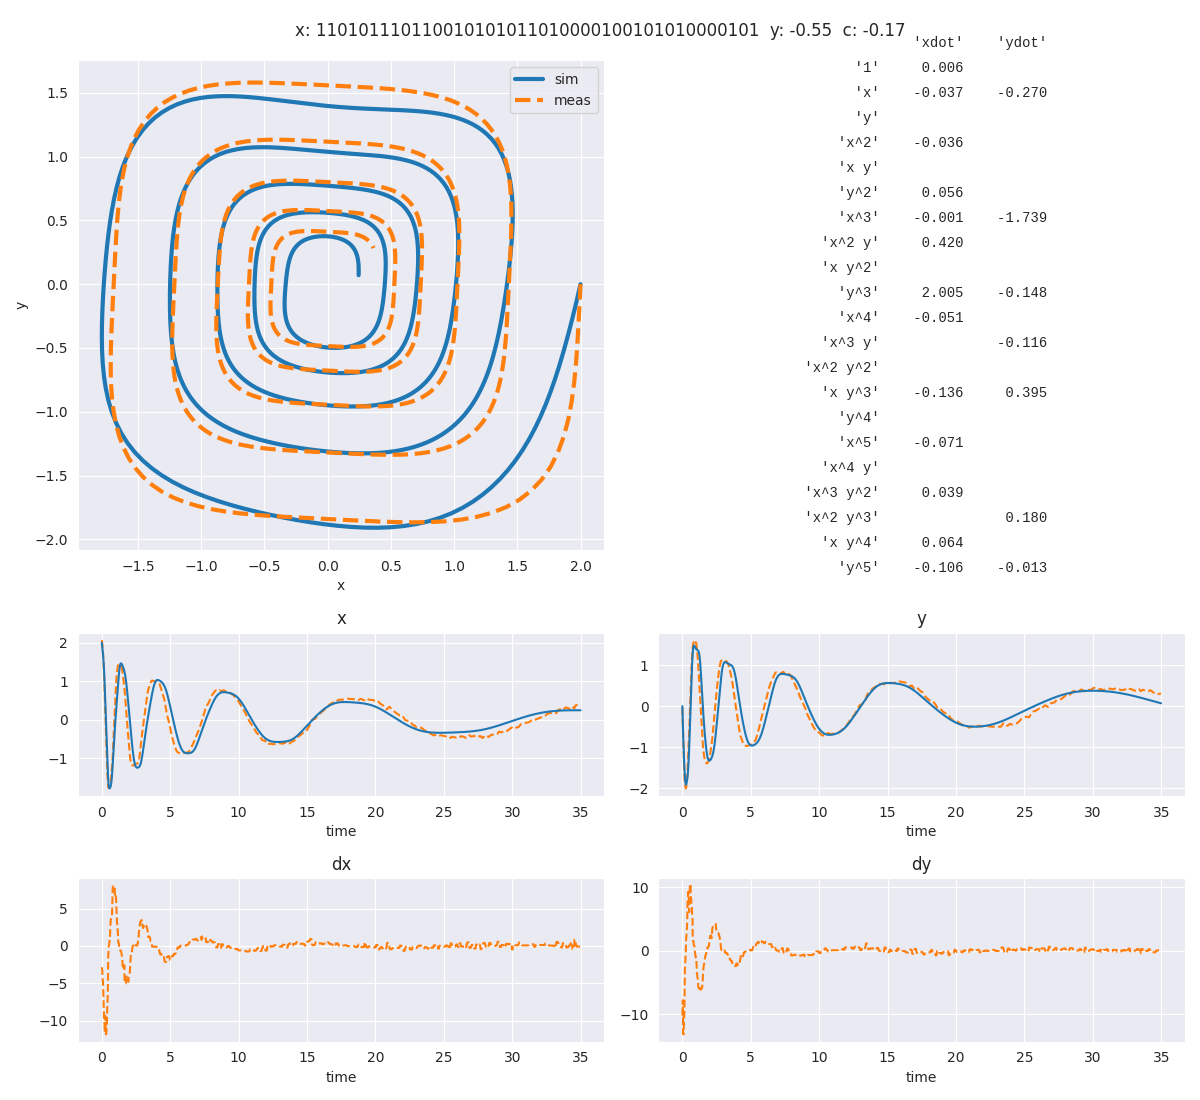 x: 110101110110010101011010000100101010000101  y: -0.55  c: -0.17
'xdot' 'ydot'
'1' 0.006
'x' -0.037 -0.270
'y'
'x^2' -0.036
'x y'
'y^2' 0.056
'x^3' -0.001 -1.739
'x^2 y' 0.420
'x y^2'
'y^3' 2.005 -0.148
'x^4' -0.051
'x^3 y' -0.116
'x^2 y^2'
'x y^3' -0.136 0.395
'y^4'
'x^5' -0.071
'x^4 y'
'x^3 y^2' 0.039
'x^2 y^3' 0.180
'x y^4' 0.064
'y^5' -0.106 -0.013
sim
meas
y
1.5
1.0
0.5
0.0
−0.5
−1.0
−1.5
−2.0
−1.5 −1.0 −0.5 0.0 0.5 1.0 1.5 2.0
x
x
2
1
0
−1
0 5 10 15 20 25 30 35
time
y
1
0
−1
−2
0 5 10 15 20 25 30 35
time
dx
5
0
−5
−10
0 5 10 15 20 25 30 35
time
dy
10
0
−10
0 5 10 15 20 25 30 35
time